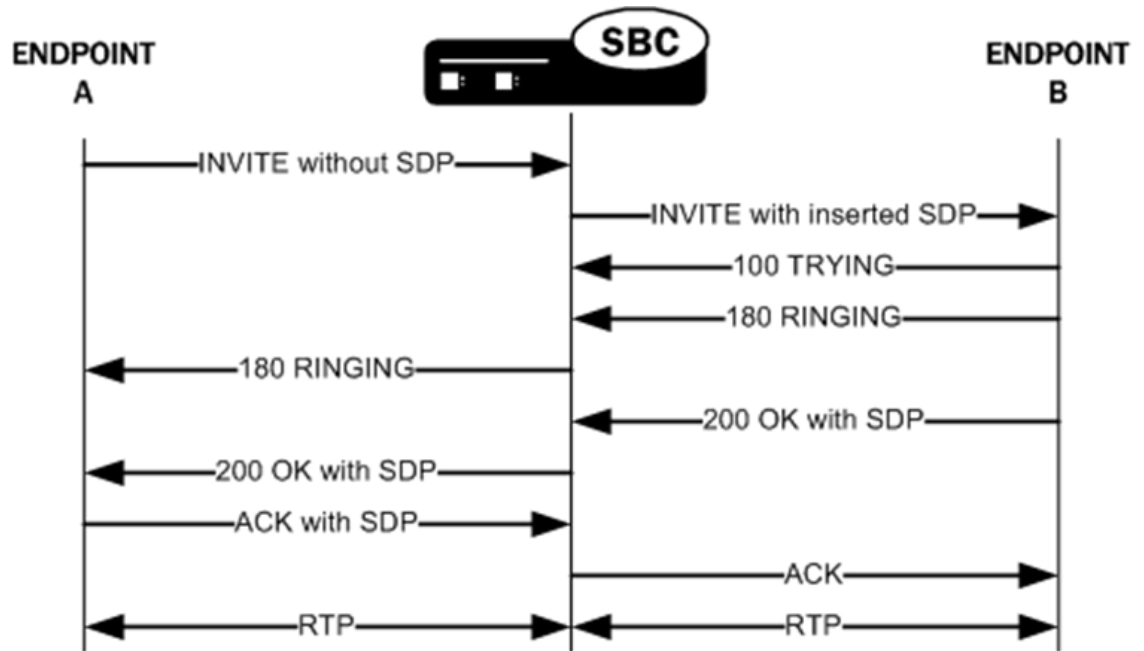 SBC
ENDPOINT
A
ENDPOINT
B
INVITE without SDP
INVITE with inserted SDP
100 TRYING
180 RINGING
180 RINGING
200 OK with SDP
200 OK with SDP
ACK with SDP
ACK
RTP
RTP